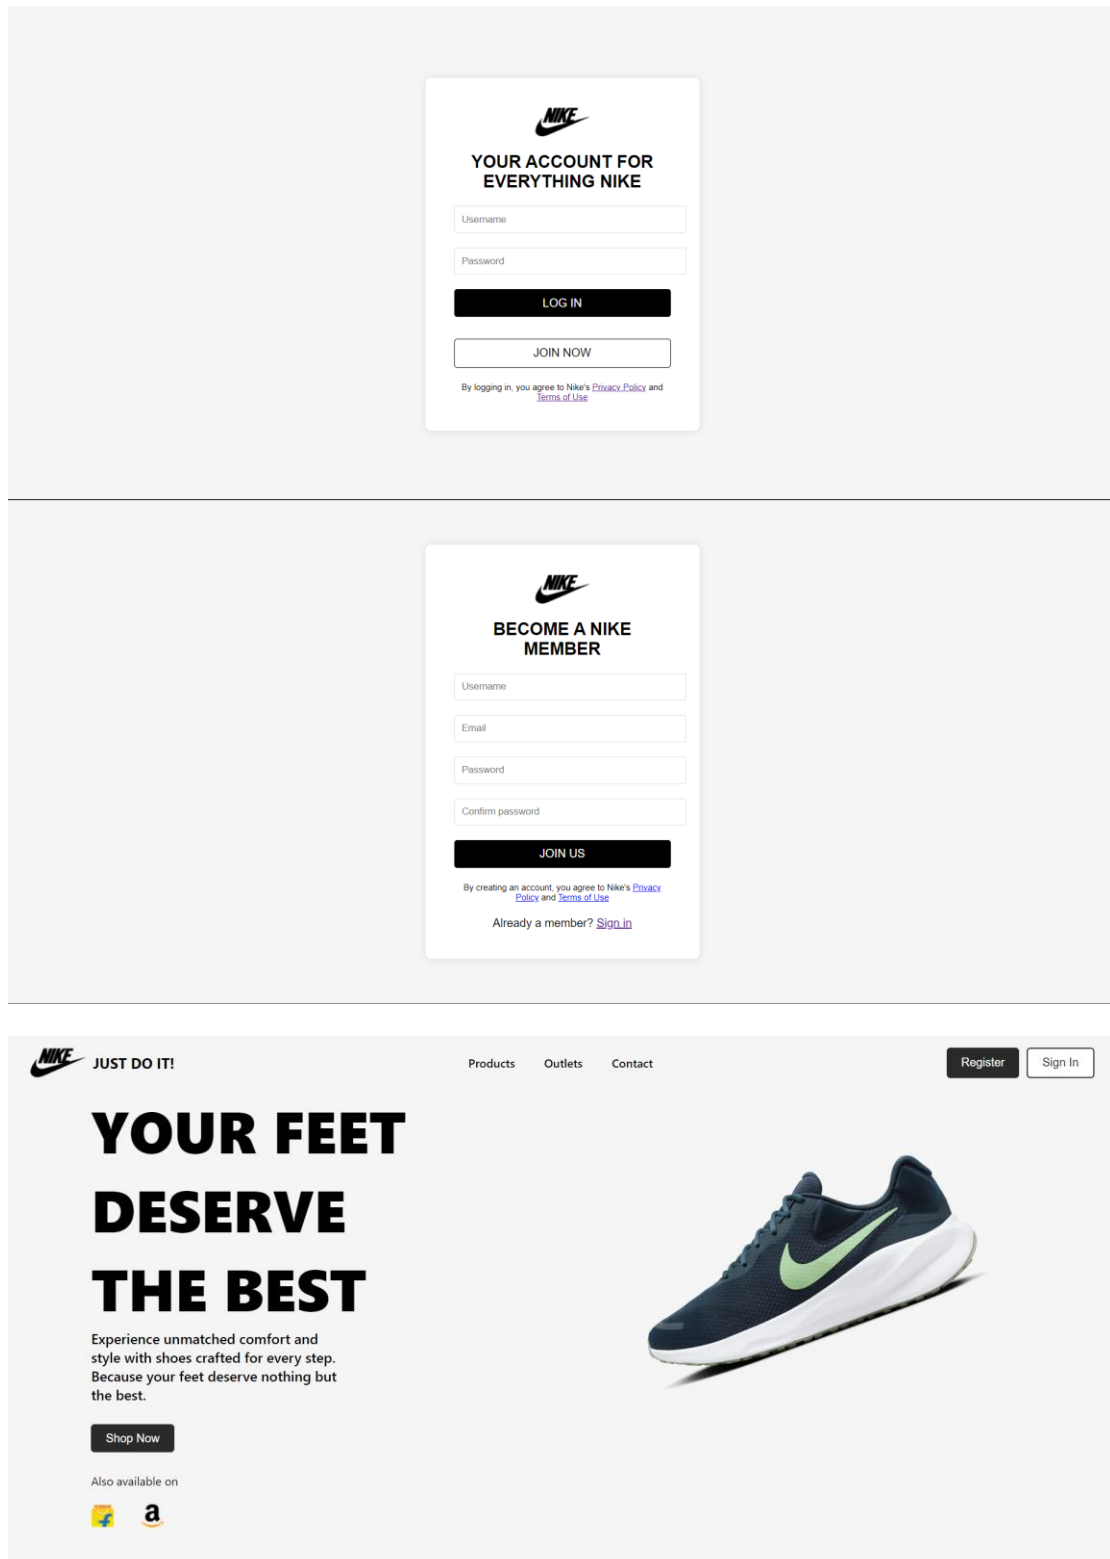 NIKE
YOUR ACCOUNT FOR
EVERYTHING NIKE
Username
Password
LOG IN
JOIN NOW
By logging in, you agree to Nike's Privacy Policy and
Terms of Use
NIKE
BECOME A NIKE
MEMBER
Username
Email
Password
Confirm password
JOIN US
By creating an account, you agree to Nike's Privacy
Policy and Terms of Use
Already a member? Sign in
NIKE JUST DO IT! Products Outlets Contact Register Sign In
YOUR FEET
DESERVE
THE BEST
Experience unmatched comfort and
style with shoes crafted for every step.
Because your feet deserve nothing but
the best.
Shop Now
Also available on
f a